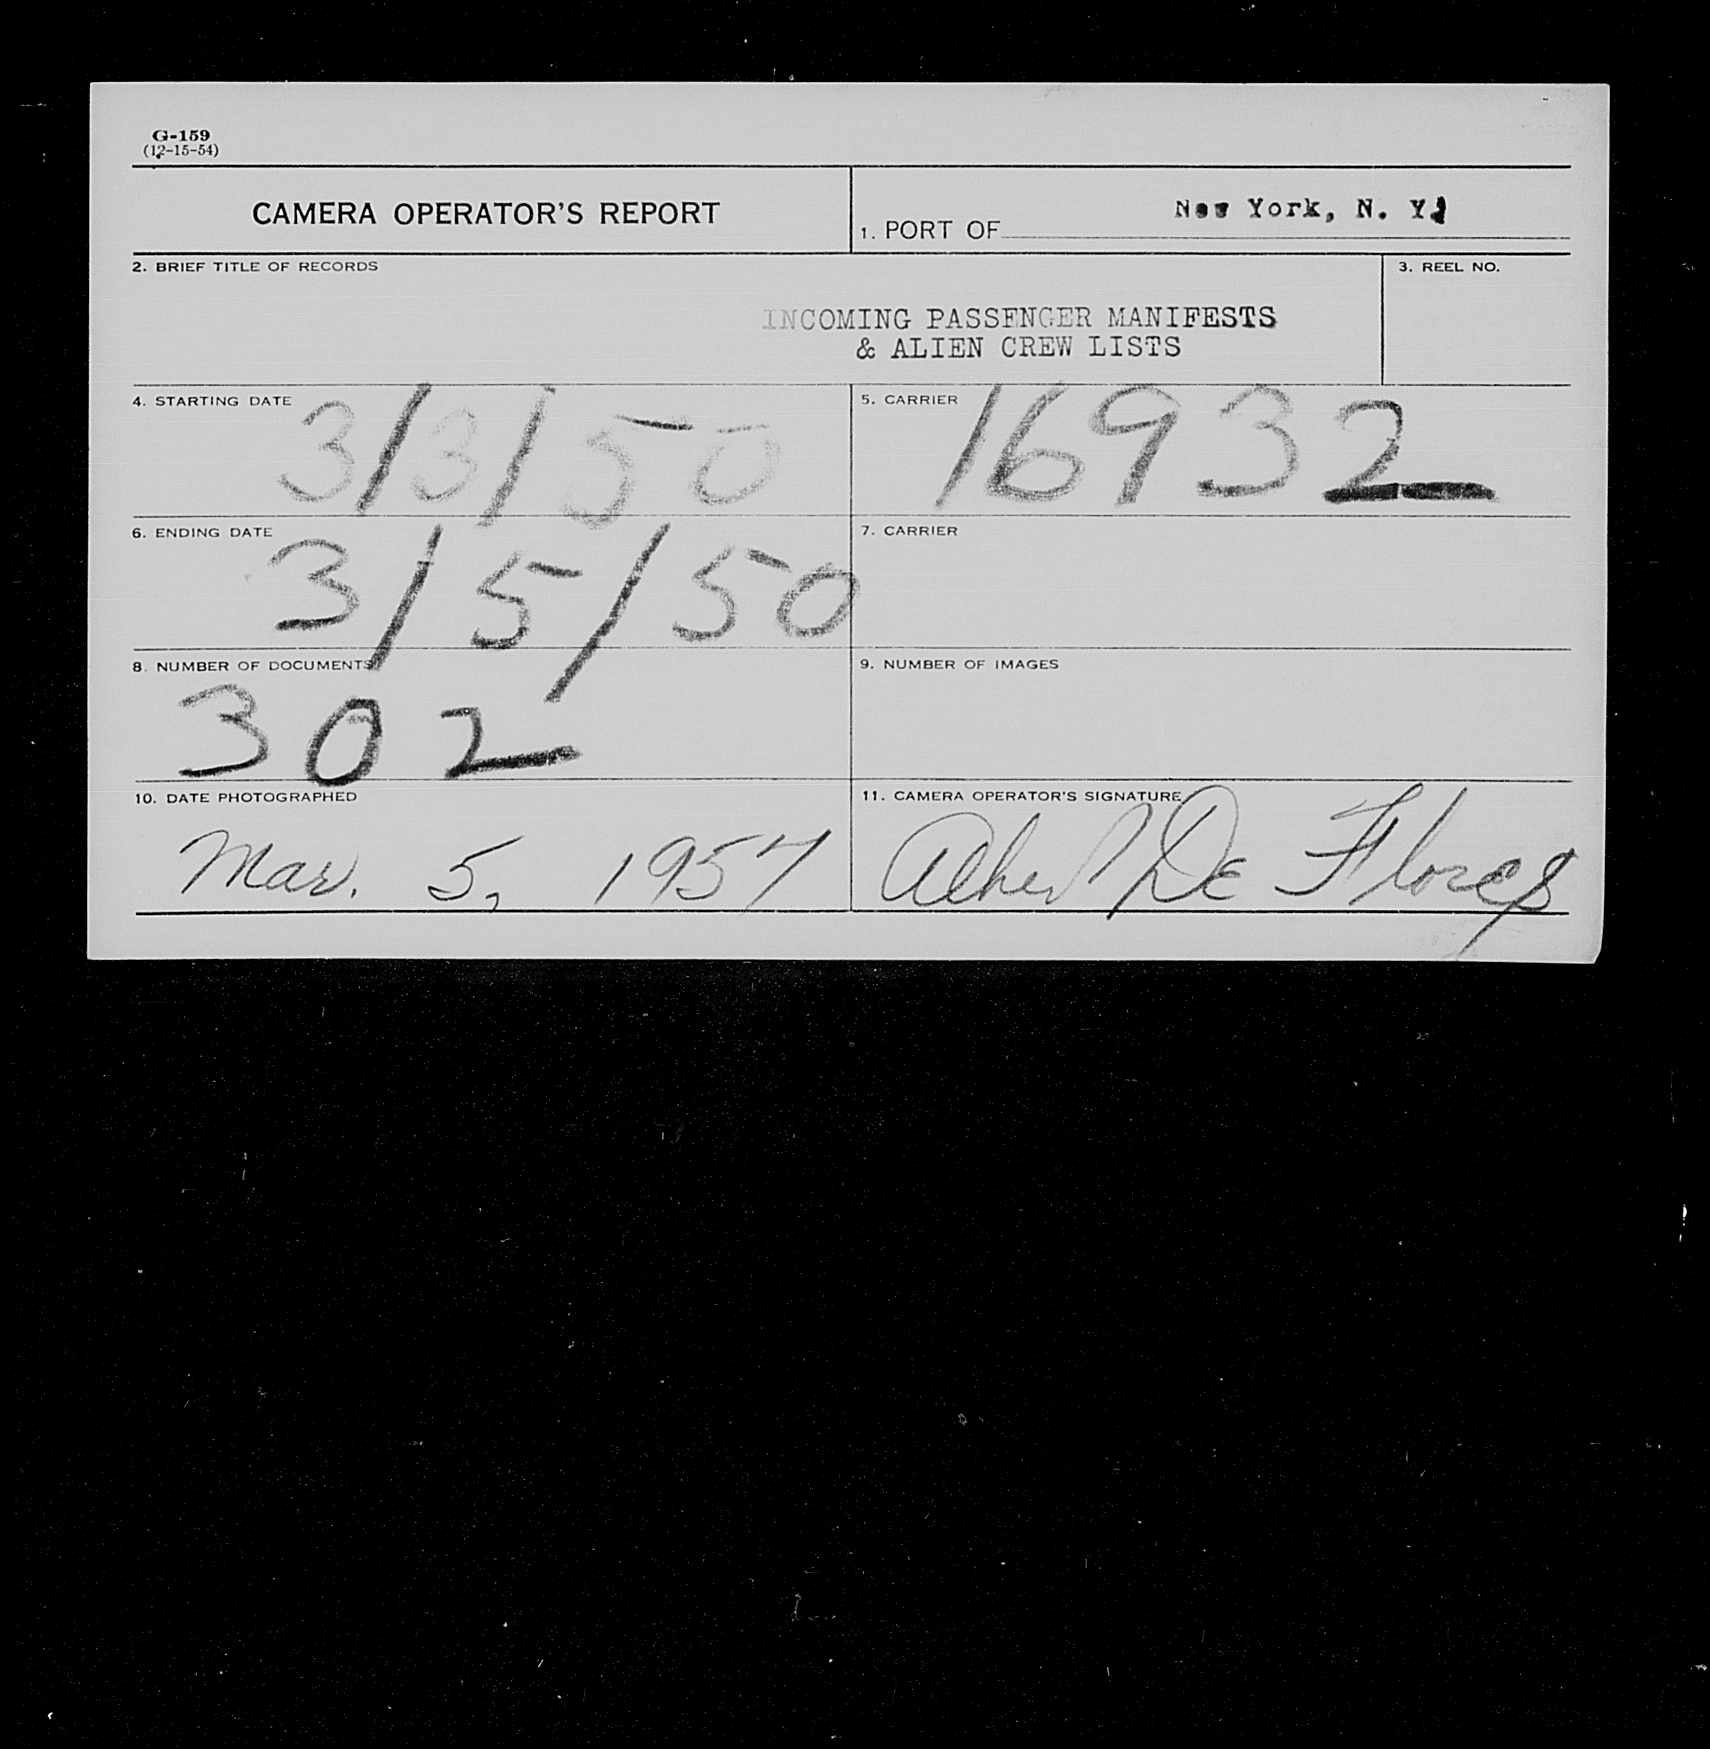 G-159
(12-15-54)
CAMERA OPERATOR'S REPORT
1. PORT OF New York, N. Y.
2. BRIEF TITLE OF RECORDS
3. REEL NO.
INCOMING PASSENGER MANIFESTS
& ALIEN CREW LISTS
4. STARTING DATE
3/3/50
5. CARRIER
16932
6. ENDING DATE
3/5/50
7. CARRIER
8. NUMBER OF DOCUMENTS
302
9. NUMBER OF IMAGES
10. DATE PHOTOGRAPHED
Mar. 5, 1957
11. CAMERA OPERATOR'S SIGNATURE
Albert De Flores